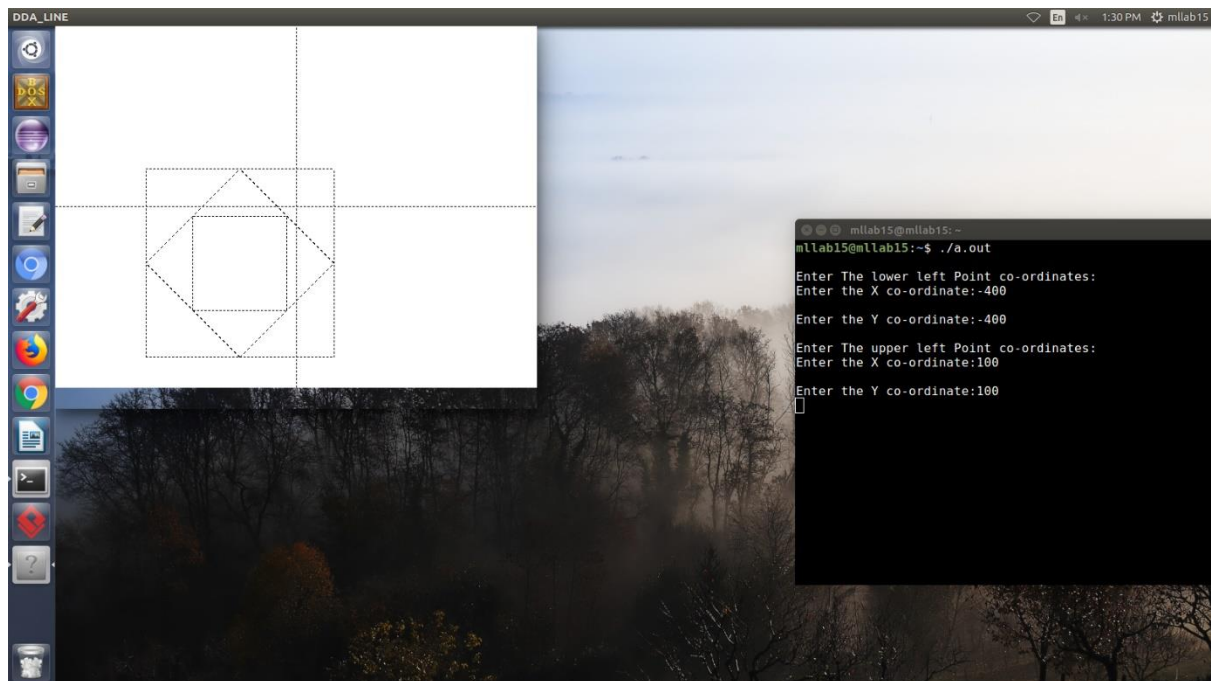 DDA_LINE
En
1:30 PM
mllab15
BOS
DOS
X
mllab15@mllab15: ~
mllab15@mllab15:~$ ./a.out
Enter The lower left Point co-ordinates:
Enter the X co-ordinate:-400
Enter the Y co-ordinate:-400
Enter The upper left Point co-ordinates:
Enter the X co-ordinate:100
Enter the Y co-ordinate:100